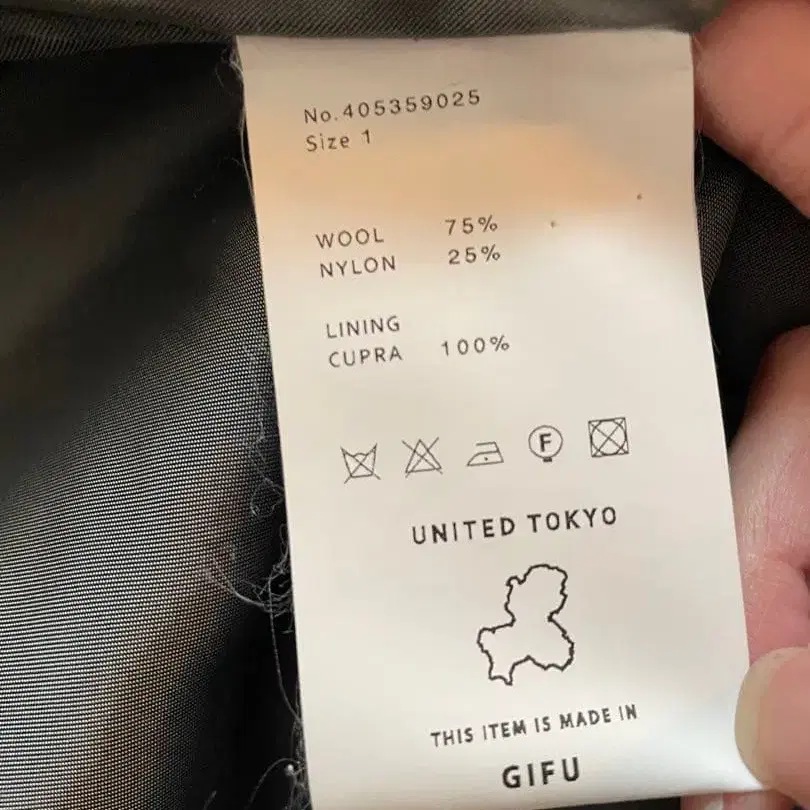 No.405359025
Size 1
WOOL 75%
NYLON 25%
LINING
CUPRA 100%
F
UNITED TOKYO
THIS ITEM IS MADE IN
GIFU